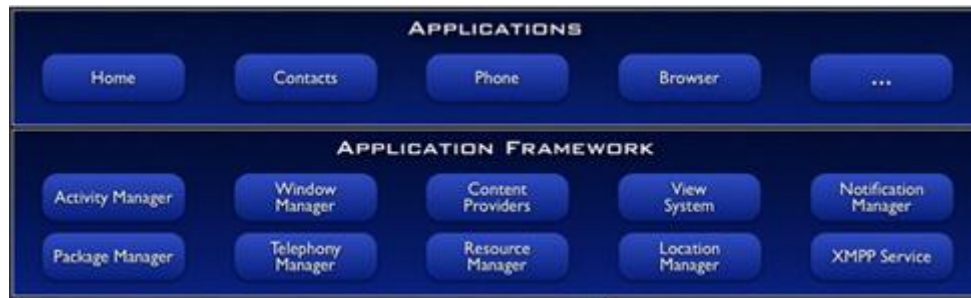 APPLICATIONS
Home
Contacts
Phone
Browser
...
APPLICATION FRAMEWORK
Activity Manager
Window
Manager
Content
Providers
View
System
Notification
Manager
Package Manager
Telephony
Manager
Resource
Manager
Location
Manager
XMPP Service